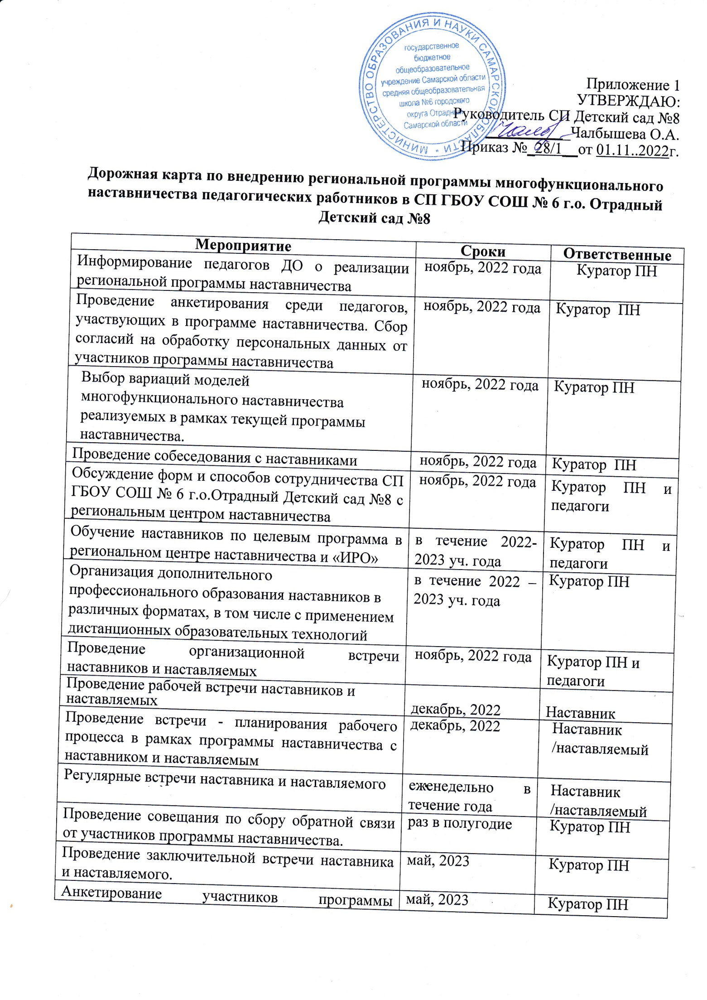 МИНИСТЕРСТВО ОБРАЗОВАНИЯ И НАУКИ САМАРСКОЙ ОБЛАСТИ *
государственное
бюджетное
общеобразовательное
учреждение Самарской области
средняя общеобразовательная
школа №6 городского
округа Отрадный
Самарской области
Приложение 1
УТВЕРЖДАЮ:
Руководитель СП Детский сад №8
Чалбышева О.А.
Приказ №_28/1__от 01.11..2022г.
Дорожная карта по внедрению региональной программы многофункционального
наставничества педагогических работников в СП ГБОУ СОШ № 6 г.о. Отрадный
Детский сад №8
Мероприятие
Сроки
Ответственные
Информирование педагогов ДО о реализации
региональной программы наставничества
ноябрь, 2022 года
Куратор ПН
Проведение анкетирования среди педагогов,
участвующих в программе наставничества. Сбор
согласий на обработку персональных данных от
участников программы наставничества
ноябрь, 2022 года
Куратор ПН
Выбор вариаций моделей
многофункционального наставничества
реализуемых в рамках текущей программы
наставничества.
ноябрь, 2022 года
Куратор ПН
Проведение собеседования с наставниками
ноябрь, 2022 года
Куратор ПН
Обсуждение форм и способов сотрудничества СП
ГБОУ СОШ № 6 г.о.Отрадный Детский сад №8 с
региональным центром наставничества
ноябрь, 2022 года
Куратор ПН и
педагоги
Обучение наставников по целевым программа в
региональном центре наставничества и «ИРО»
в течение 2022-
2023 уч. года
Куратор ПН и
педагоги
Организация дополнительного
профессионального образования наставников в
различных форматах, в том числе с применением
дистанционных образовательных технологий
в течение 2022 –
2023 уч. года
Куратор ПН
Проведение организационной встречи
наставников и наставляемых
ноябрь, 2022 года
Куратор ПН и
педагоги
Проведение рабочей встречи наставников и
наставляемых
декабрь, 2022
Наставник
Проведение встречи - планирования рабочего
процесса в рамках программы наставничества с
наставником и наставляемым
декабрь, 2022
Наставник
/наставляемый
Регулярные встречи наставника и наставляемого
еженедельно в
течение года
Наставник
/наставляемый
Проведение совещания по сбору обратной связи
от участников программы наставничества.
раз в полугодие
Куратор ПН
Проведение заключительной встречи наставника
и наставляемого.
май, 2023
Куратор ПН
Анкетирование участников программы
май, 2023
Куратор ПН